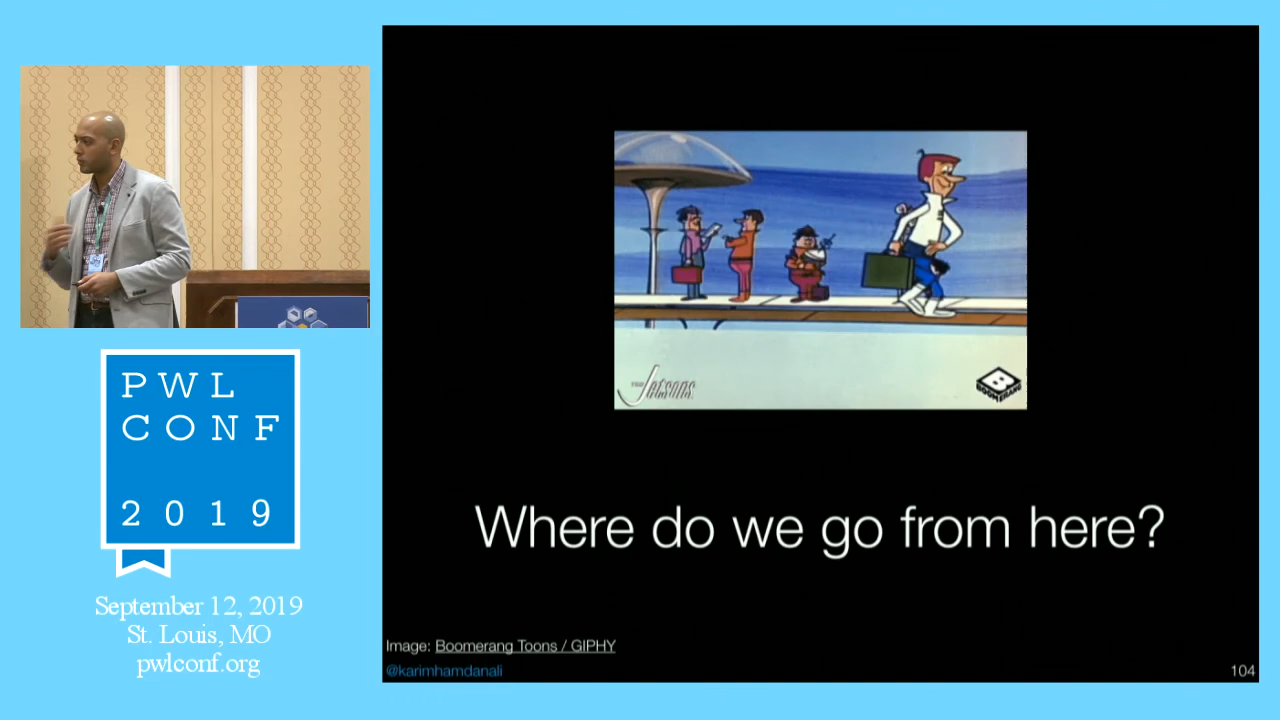 PWL
CONF
2019
September 12, 2019
St. Louis, MO
pwlconf.org
THE Jetsons
BOOMERANG
Where do we go from here?
Image: Boomerang Toons / GIPHY
@karimhamdanali
104